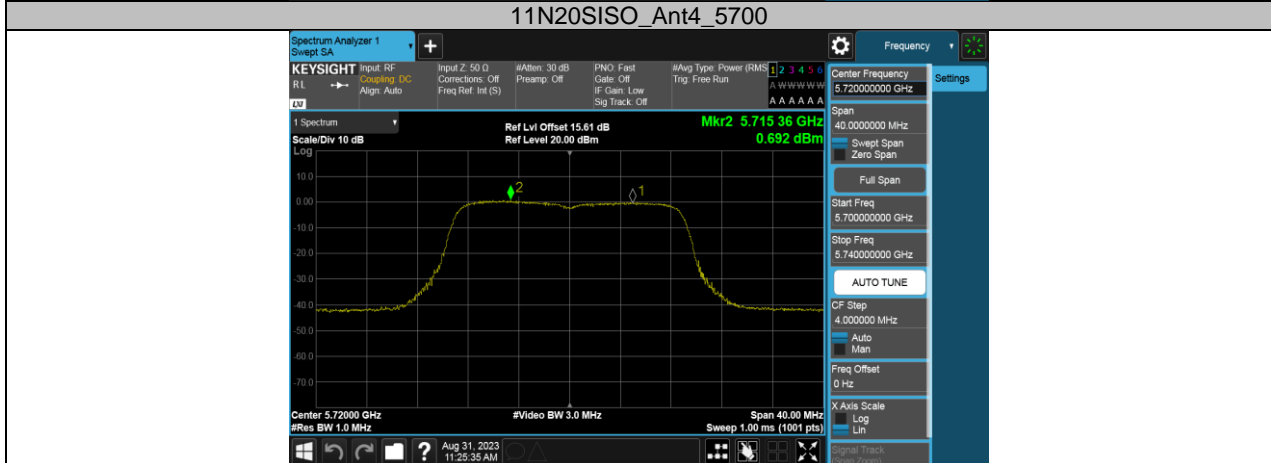 11N20SISO_Ant4_5700
Spectrum Analyzer 1
Swept SA
+
Frequency
KEYSIGHT
RL
LXI
Input: RF
Coupling: DC
Align: Auto
Input Z: 50 Ω
Corrections: Off
Freq Ref: Int (S)
#Atten: 30 dB
Preamp: Off
PNO: Fast
Gate: Off
IF Gain: Low
Sig Track: Off
#Avg Type: Power (RMS
Trig: Free Run
1 2 3 4 5 6
A W W W W W
A A A A A A
Center Frequency
5.720000000 GHz
Settings
Span
40.0000000 MHz
Swept Span
Zero Span
Full Span
Start Freq
5.700000000 GHz
Stop Freq
5.740000000 GHz
AUTO TUNE
CF Step
4.000000 MHz
Auto
Man
Freq Offset
0 Hz
X Axis Scale
Log
Lin
Signal Track
(Span Zoom)
1 Spectrum
Scale/Div 10 dB
Ref Lvl Offset 15.61 dB
Ref Level 20.00 dBm
Mkr2 5.715 36 GHz
0.692 dBm
Log
10.0
0.00
-10.0
-20.0
-30.0
-40.0
-50.0
-60.0
-70.0
2
1
Center 5.72000 GHz
#Res BW 1.0 MHz
#Video BW 3.0 MHz
Span 40.00 MHz
Sweep 1.00 ms (1001 pts)
?
Aug 31, 2023
11:25:35 AM